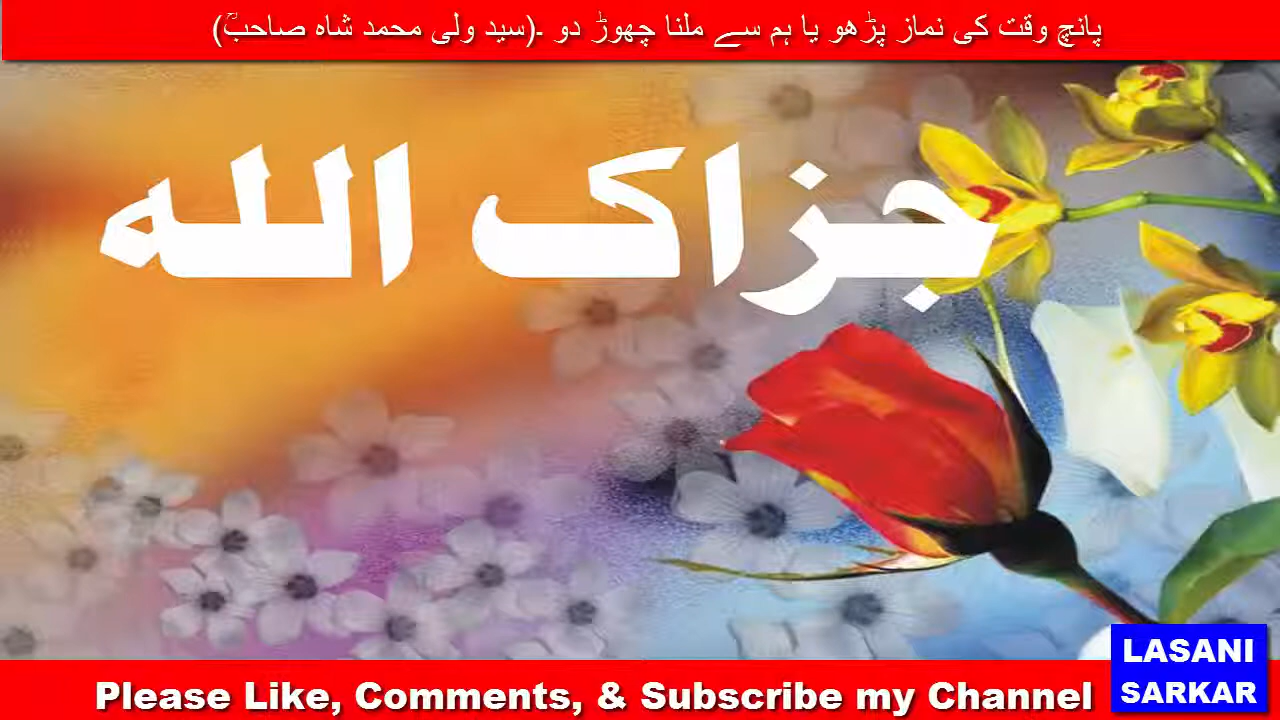 پانچ وقت کی نماز پڑھو یا ہم سے ملنا چھوڑ دو ۔(سید ولی محمد شاہ صاحبؒ)
جزاک اللہ
Please Like, Comments, & Subscribe my Channel
LASANI
SARKAR